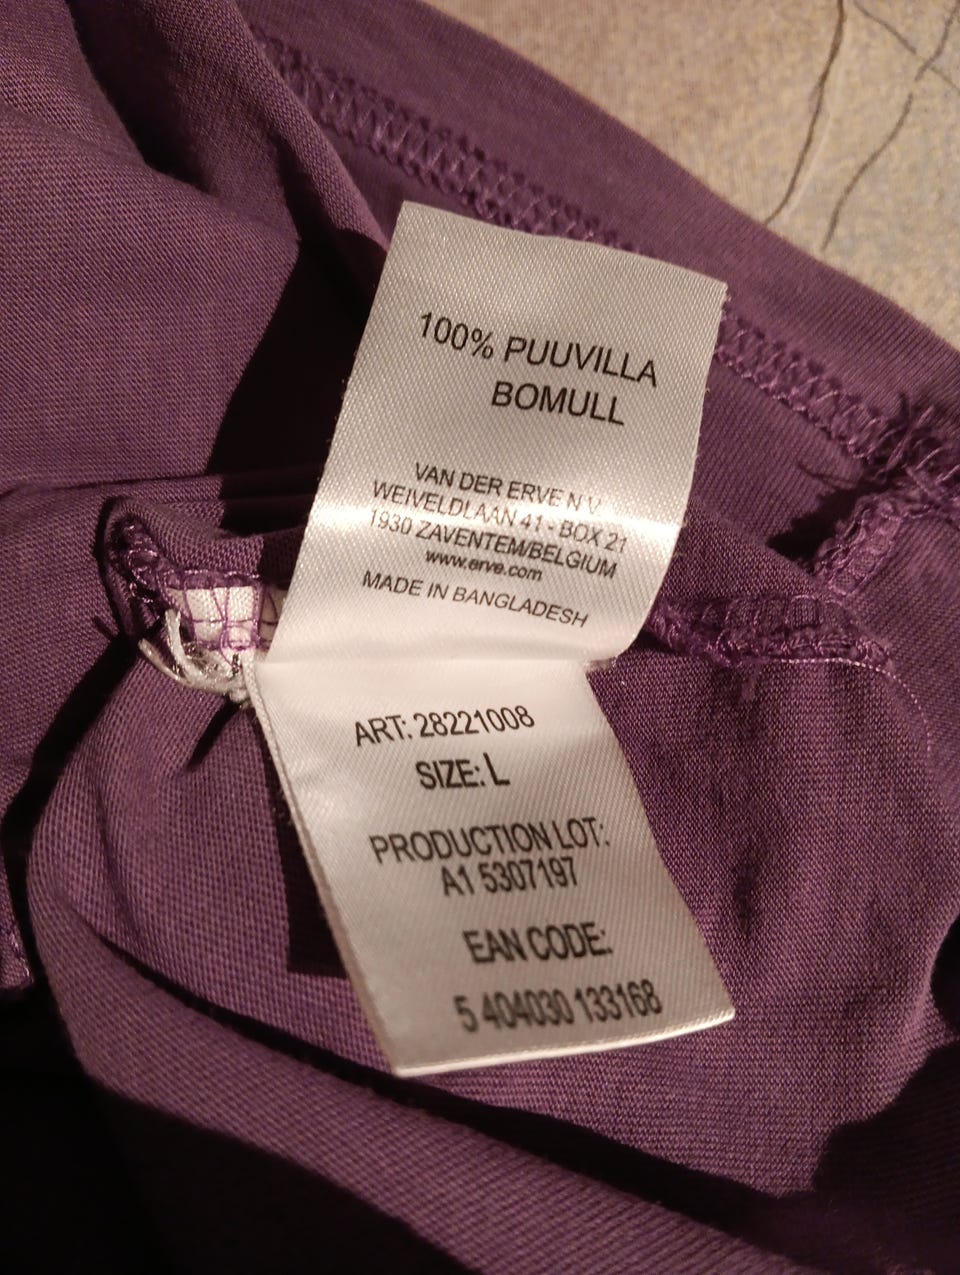 100% PUUVILLA
BOMULL
VAN DER ERVE N.V.
WEIVELDLAAN 41 - BOX 21
1930 ZAVENTEM/BELGIUM
www.erve.com
MADE IN BANGLADESH
ART: 28221008
SIZE: L
PRODUCTION LOT:
A1 5307197
EAN CODE:
5 404030 133168